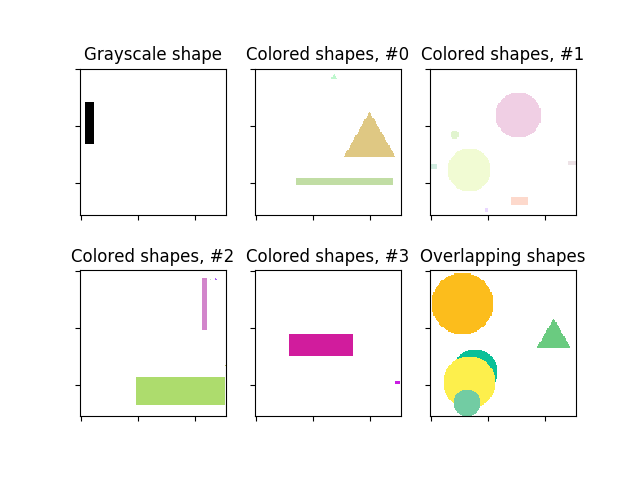 Grayscale shape
Colored shapes, #0
Colored shapes, #1
Colored shapes, #2
Colored shapes, #3
Overlapping shapes